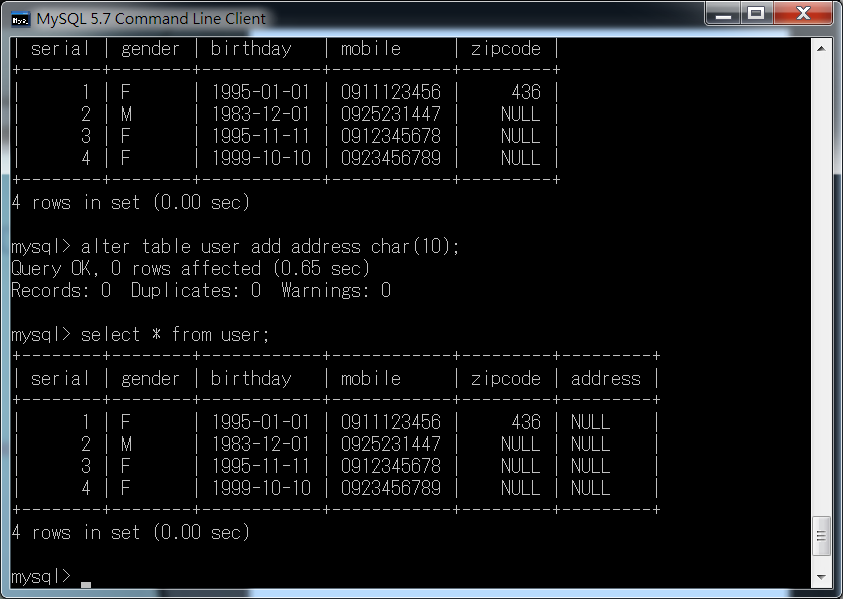 MySQL 5.7 Command Line Client
| serial | gender | birthday   | mobile     | zipcode |
+--------+--------+------------+------------+---------+
|      1 | F      | 1995-01-01 | 0911123456 |     436 |
|      2 | M      | 1983-12-01 | 0925231447 |    NULL |
|      3 | F      | 1995-11-11 | 0912345678 |    NULL |
|      4 | F      | 1999-10-10 | 0923456789 |    NULL |
+--------+--------+------------+------------+---------+
4 rows in set (0.00 sec)
mysql> alter table user add address char(10);
Query OK, 0 rows affected (0.65 sec)
Records: 0  Duplicates: 0  Warnings: 0
mysql> select * from user;
+--------+--------+------------+------------+---------+---------+
| serial | gender | birthday   | mobile     | zipcode | address |
+--------+--------+------------+------------+---------+---------+
|      1 | F      | 1995-01-01 | 0911123456 |     436 | NULL    |
|      2 | M      | 1983-12-01 | 0925231447 |    NULL | NULL    |
|      3 | F      | 1995-11-11 | 0912345678 |    NULL | NULL    |
|      4 | F      | 1999-10-10 | 0923456789 |    NULL | NULL    |
+--------+--------+------------+------------+---------+---------+
4 rows in set (0.00 sec)
mysql> _